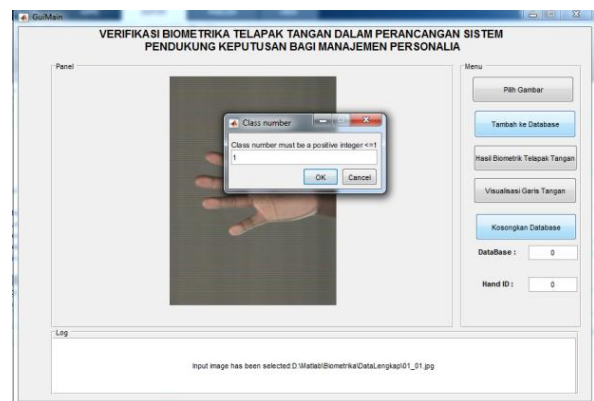 GuiMain
VERIFIKASI BIOMETRIKA TELAPAK TANGAN DALAM PERANCANGAN SISTEM
PENDUKUNG KEPUTUSAN BAGI MANAJEMEN PERSONALIA
Panel
Class number
Class number must be a positive integer <=1
1
OK Cancel
Menu
Pilih Gambar
Tambah ke Database
Hasil Biometrik Telapak Tangan
Visualisasi Garis Tangan
Kosongkan Database
DataBase : 0
Hand ID : 0
Log
Input image has been selected:D:\Matlab\Biometrika\DataLengkap\01_01.jpg